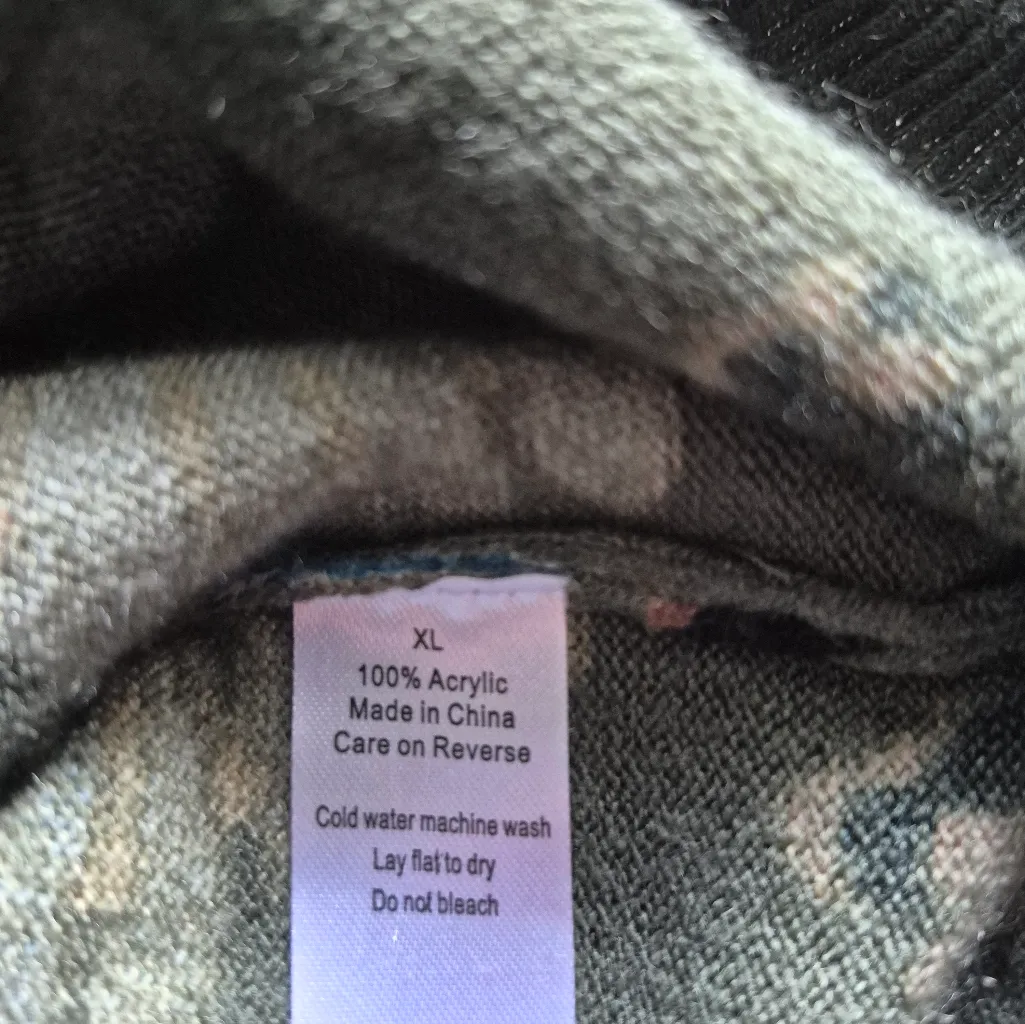 XL
100% Acrylic
Made in China
Care on Reverse
Cold water machine wash
Lay flat to dry
Do not bleach